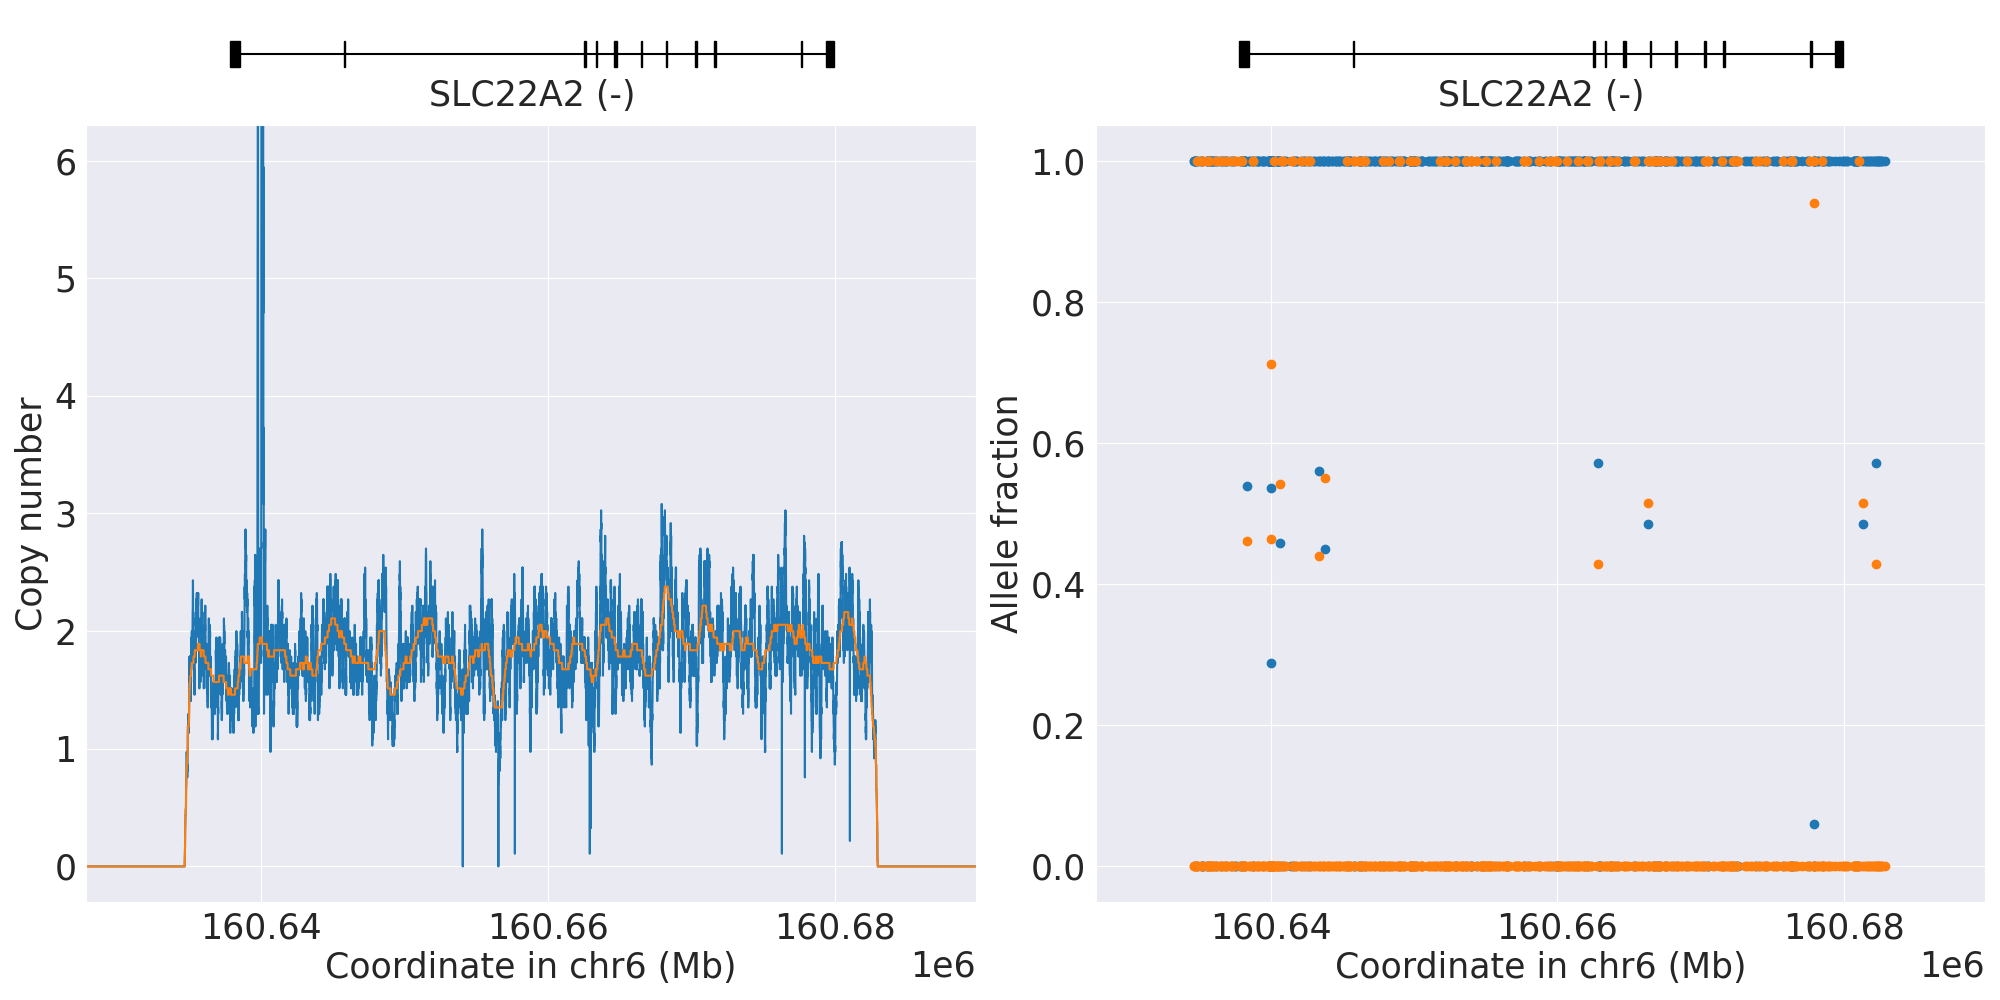 SLC22A2 (-)
6
5
4
3
2
1
0
Copy number
160.64 160.66 160.68
Coordinate in chr6 (Mb) 1e6
SLC22A2 (-)
1.0
0.8
0.6
0.4
0.2
0.0
Allele fraction
160.64 160.66 160.68
Coordinate in chr6 (Mb) 1e6